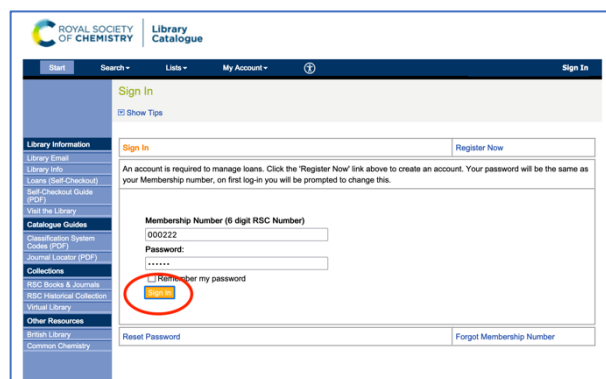 ROYAL SOCIETY
OF CHEMISTRY
Library
Catalogue
Start Search Lists My Account Sign In
Sign In
Show Tips
Library Information
Library Email
Library Info
Loans (Self-Checkout)
Self-Checkout Guide
(PDF)
Visit the Library
Catalogue Guides
Classification System
Codes (PDF)
Journal Locator (PDF)
Collections
RSC Books & Journals
RSC Historical Collection
Virtual Library
Other Resources
British Library
Common Chemistry
Sign In Register Now
An account is required to manage loans. Click the 'Register Now' link above to create an account. Your password will be the same as
your Membership number, on first log-in you will be prompted to change this.
Membership Number (6 digit RSC Number)
000222
Password:
••••••
Remember my password
Sign In
Reset Password Forgot Membership Number